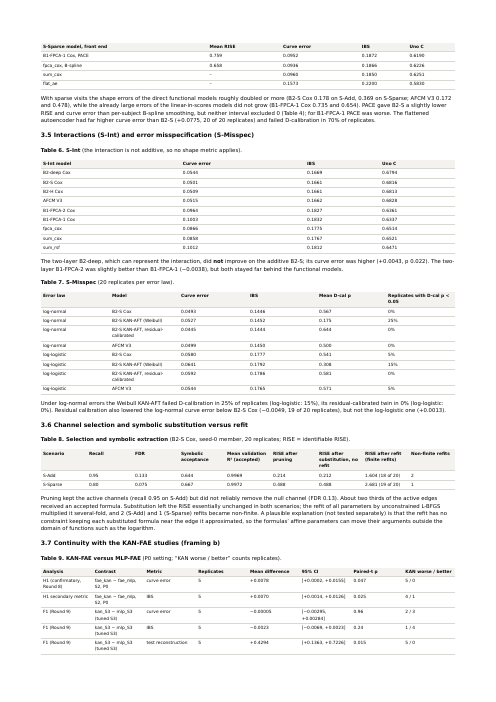 S-Sparse model, front end Mean RISE Curve error IBS Uno C
B1-FPCA-1 Cox, PACE 0.759 0.0952 0.1872 0.6190
fpca_cox, B-spline 0.658 0.0936 0.1866 0.6226
sum_cox – 0.0960 0.1850 0.6251
flat_ae – 0.1573 0.2200 0.5830
With sparse visits the shape errors of the direct functional models roughly doubled or more (B2-S Cox 0.178 on S-Add, 0.369 on S-Sparse; AFCM V3 0.172
and 0.478), while the already large errors of the linear-in-scores models did not grow (B1-FPCA-1 Cox 0.735 and 0.654). PACE gave B2-S a slightly lower
RISE and curve error than per-subject B-spline smoothing, but neither interval excluded 0 (Table 4); for B1-FPCA-1 PACE was worse. The flattened
autoencoder had far higher curve error than B2-S (+0.0775, 20 of 20 replicates) and failed D-calibration in 70% of replicates.
3.5 Interactions (S-Int) and error misspecification (S-Misspec)
Table 6. S-Int (the interaction is not additive, so no shape metric applies).
S-Int model Curve error IBS Uno C
B2-deep Cox 0.0544 0.1669 0.6794
B2-S Cox 0.0501 0.1661 0.6816
B2-H Cox 0.0509 0.1661 0.6813
AFCM V3 0.0515 0.1662 0.6828
B1-FPCA-2 Cox 0.0964 0.1827 0.6361
B1-FPCA-1 Cox 0.1003 0.1832 0.6337
fpca_cox 0.0866 0.1775 0.6514
sum_cox 0.0858 0.1767 0.6521
sum_rsf 0.1012 0.1812 0.6471
The two-layer B2-deep, which can represent the interaction, did not improve on the additive B2-S; its curve error was higher (+0.0043, p 0.022). The two-
layer B1-FPCA-2 was slightly better than B1-FPCA-1 (−0.0038), but both stayed far behind the functional models.
Table 7. S-Misspec (20 replicates per error law).
Error law Model Curve error IBS Mean D-cal p Replicates with D-cal p <
0.05
log-normal B2-S Cox 0.0493 0.1446 0.567 0%
log-normal B2-S KAN-AFT (Weibull) 0.0527 0.1452 0.175 25%
log-normal B2-S KAN-AFT, residual-
calibrated 0.0445 0.1444 0.644 0%
log-normal AFCM V3 0.0499 0.1450 0.500 0%
log-logistic B2-S Cox 0.0580 0.1777 0.541 5%
log-logistic B2-S KAN-AFT (Weibull) 0.0641 0.1792 0.308 15%
log-logistic B2-S KAN-AFT, residual-
calibrated 0.0592 0.1786 0.581 0%
log-logistic AFCM V3 0.0544 0.1765 0.571 5%
Under log-normal errors the Weibull KAN-AFT failed D-calibration in 25% of replicates (log-logistic: 15%), its residual-calibrated twin in 0% (log-logistic:
0%). Residual calibration also lowered the log-normal curve error below B2-S Cox (−0.0049, 19 of 20 replicates), but not the log-logistic one (+0.0013).
3.6 Channel selection and symbolic substitution versus refit
Table 8. Selection and symbolic extraction (B2-S Cox, seed-0 member, 20 replicates; RISE = identifiable RISE).
Scenario Recall FDR Symbolic acceptance Mean validation R² (accepted) RISE after pruning RISE after substitution, no refit RISE after refit (finite refits) Non-finite refits
S-Add 0.95 0.133 0.644 0.9969 0.214 0.212 1.604 (18 of 20) 2
S-Sparse 0.80 0.075 0.667 0.9972 0.488 0.488 2.681 (19 of 20) 1
Pruning kept the active channels (recall 0.95 on S-Add) but did not reliably remove the null channel (FDR 0.13). About two thirds of the active edges
received an accepted formula. Substitution left the RISE essentially unchanged in both scenarios; the refit of all parameters by unconstrained L-BFGS
multiplied it several-fold, and 2 (S-Add) and 1 (S-Sparse) refits became non-finite. A plausible explanation (not tested separately) is that the refit has no
constraint keeping each substituted formula near the edge it approximated, so the formulas' affine parameters can move their arguments outside the
domain of functions such as the logarithm.
3.7 Continuity with the KAN-FAE studies (framing b)
Table 9. KAN-FAE versus MLP-FAE (P0 setting; "KAN worse / better" counts replicates).
Analysis Contrast Metric Replicates Mean difference 95% CI Paired-t p KAN worse / better
H1 (confirmatory, Round 8) fae_kan − fae_mlp, S2, P0 curve error 5 +0.0078 [+0.0002, +0.0155] 0.047 5 / 0
H1 secondary metric fae_kan − fae_mlp, S2, P0 IBS 5 +0.0070 [+0.0014, +0.0126] 0.025 4 / 1
F1 (Round 9) kan_S3 − mlp_S3 (tuned S3) curve error 5 −0.00005 [−0.00295, +0.00284] 0.96 2 / 3
F1 (Round 9) kan_S3 − mlp_S3 (tuned S3) IBS 5 −0.0023 [−0.0069, +0.0023] 0.24 1 / 4
F1 (Round 9) kan_S3 − mlp_S3 (tuned S3) test reconstruction 5 +0.4294 [+0.1363, +0.7226] 0.015 5 / 0